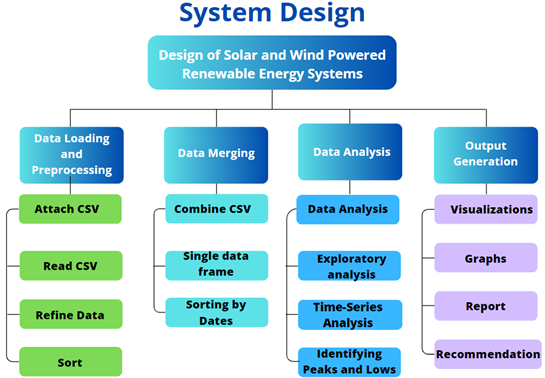 System Design
Design of Solar and Wind Powered
Renewable Energy Systems
Data Loading
and
Preprocessing
Data Merging
Data Analysis
Output
Generation
Attach CSV
Read CSV
Refine Data
Sort
Combine CSV
Single data
frame
Sorting by
Dates
Data Analysis
Exploratory
analysis
Time-Series
Analysis
Identifying
Peaks and Lows
Visualizations
Graphs
Report
Recommendation